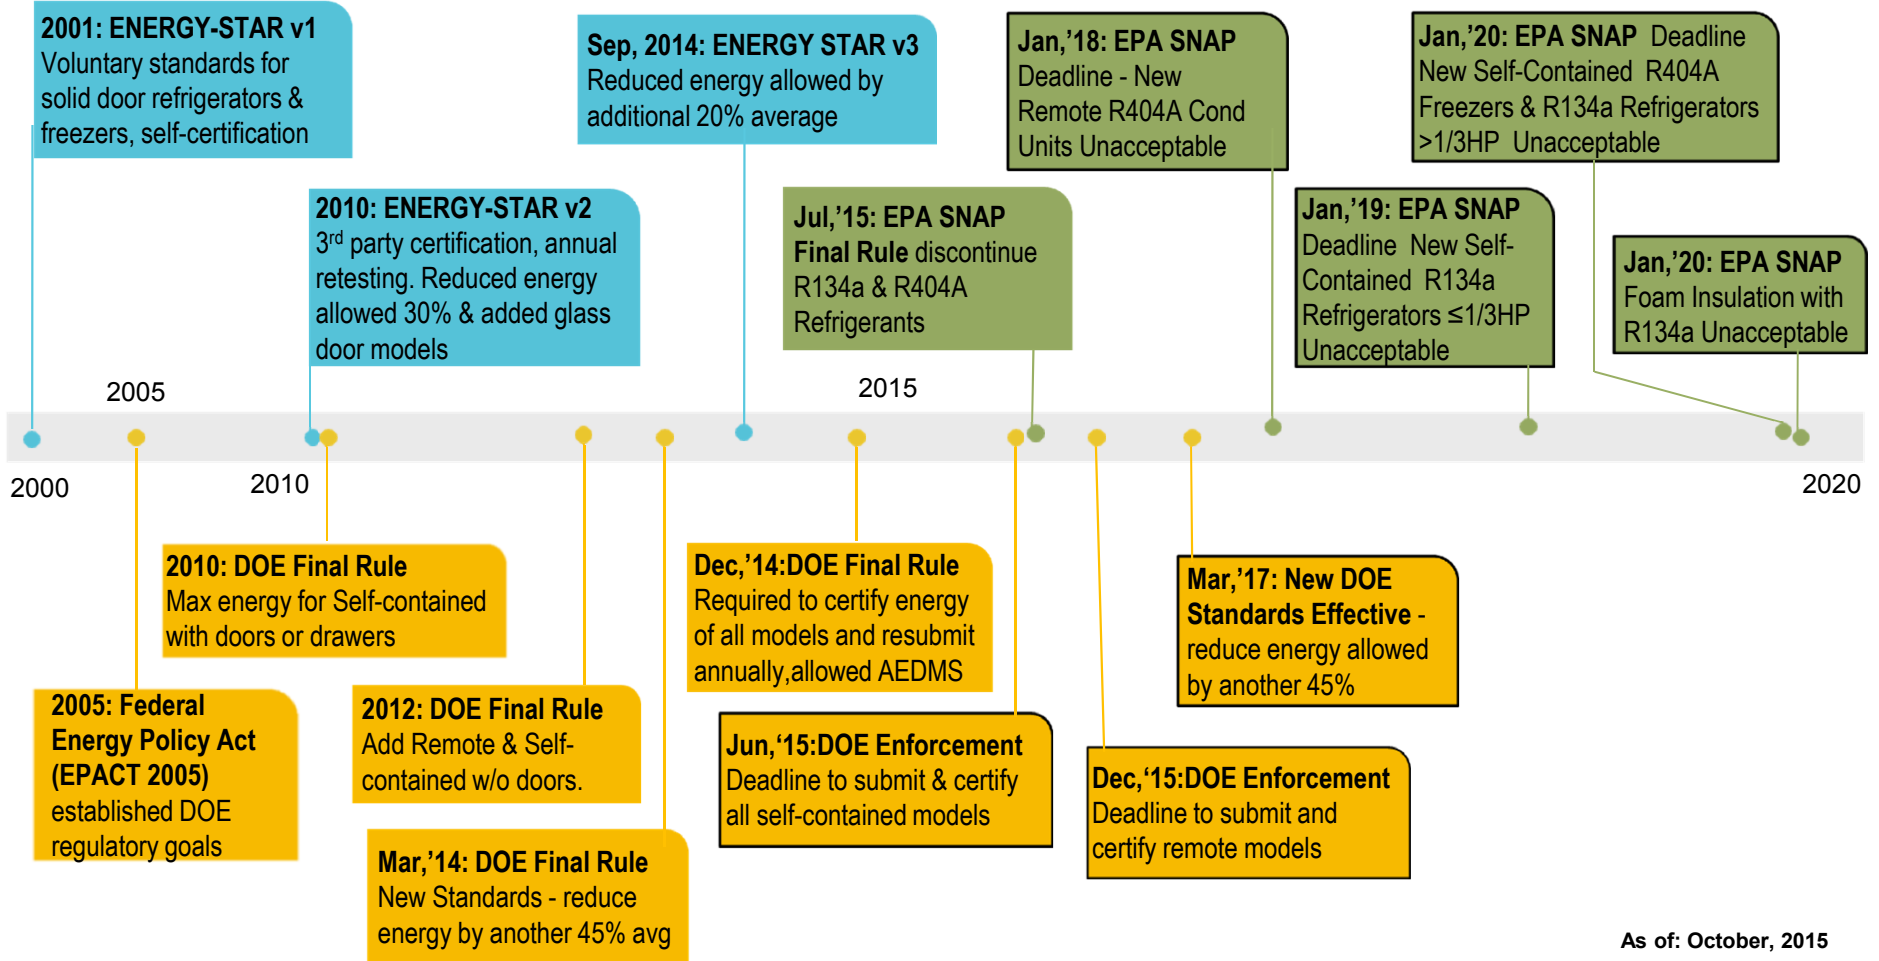 2001: ENERGY-STAR v1
Voluntary standards for
solid door refrigerators &
freezers, self-certification
Sep, 2014: ENERGY STAR v3
Reduced energy allowed by
additional 20% average
Jan,’18: EPA SNAP
Deadline - New
Remote R404A Cond
Units Unacceptable
Jan,’20: EPA SNAP Deadline
New Self-Contained R404A
Freezers & R134a Refrigerators
>1/3HP Unacceptable
2010: ENERGY-STAR v2
3rd party certification, annual
retesting. Reduced energy
allowed 30% & added glass
door models
Jul,’15: EPA SNAP
Final Rule discontinue
R134a & R404A
Refrigerants
Jan,’19: EPA SNAP
Deadline New Self-
Contained R134a
Refrigerators ≤1/3HP
Unacceptable
Jan,’20: EPA SNAP
Foam Insulation with
R134a Unacceptable
2005
2015
2000
2010
2020
2010: DOE Final Rule
Max energy for Self-contained
with doors or drawers
Dec,’14:DOE Final Rule
Required to certify energy
of all models and resubmit
annually,allowed AEDMS
Mar,’17: New DOE
Standards Effective -
reduce energy allowed
by another 45%
2005: Federal
Energy Policy Act
(EPACT 2005)
established DOE
regulatory goals
2012: DOE Final Rule
Add Remote & Self-
contained w/o doors.
Jun,‘15:DOE Enforcement
Deadline to submit & certify
all self-contained models
Dec,‘15:DOE Enforcement
Deadline to submit and
certify remote models
Mar,’14: DOE Final Rule
New Standards - reduce
energy by another 45% avg
As of: October, 2015